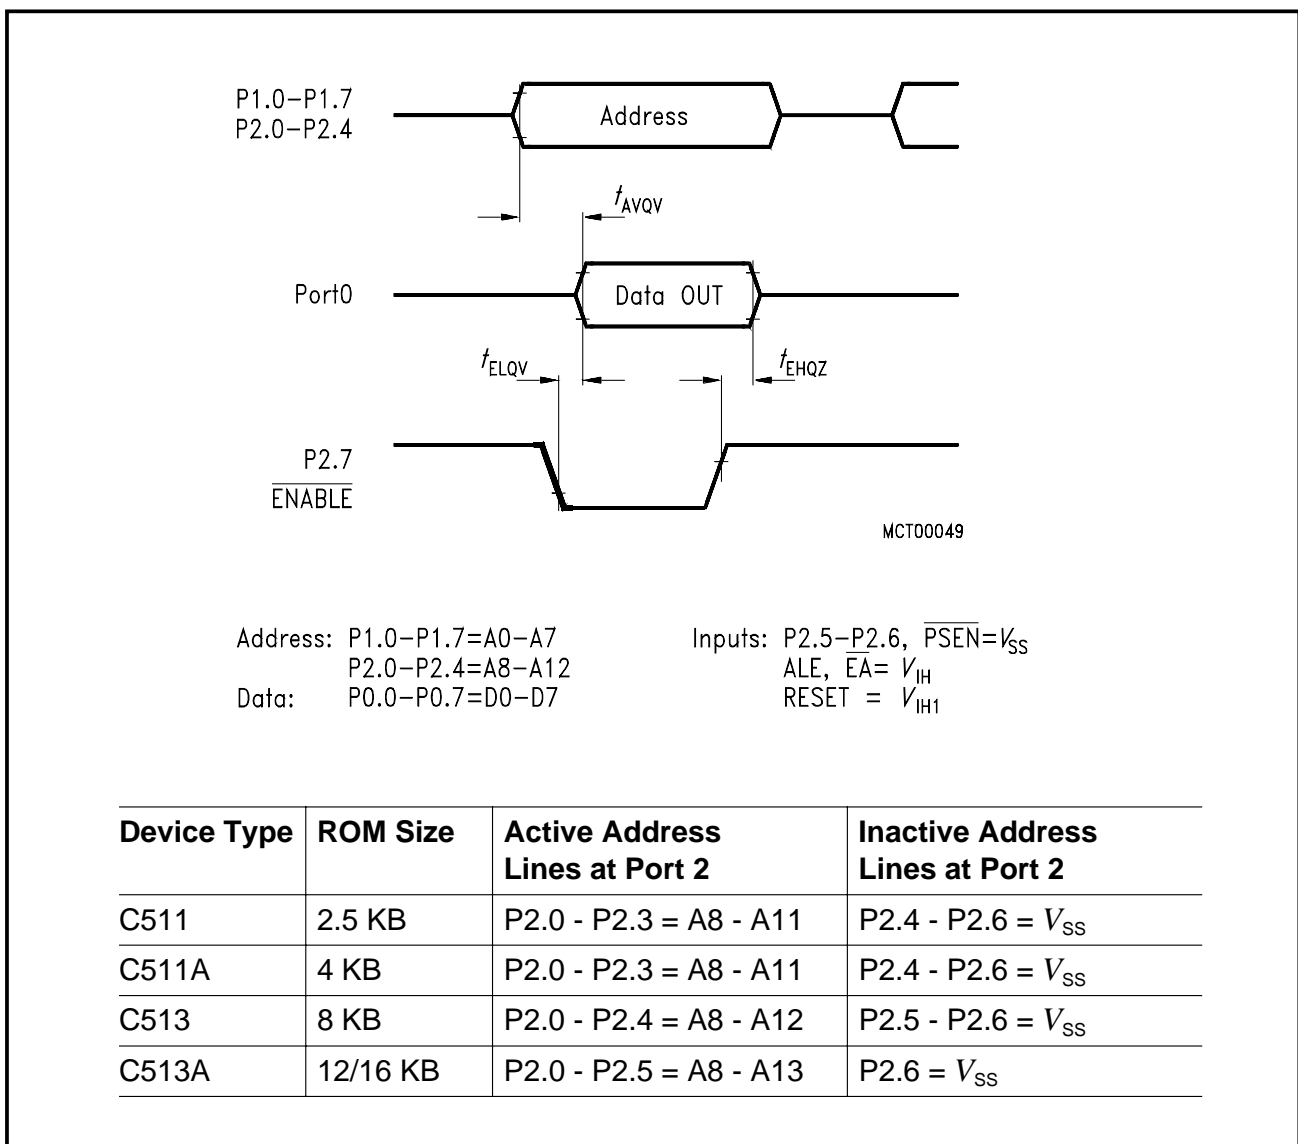 P1.0–P1.7
P2.0–P2.4
Address
tAVQV
Port0
Data OUT
tELQV
tEHQZ
P2.7
ENABLE
MCT00049
Address: P1.0–P1.7=A0–A7
P2.0–P2.4=A8–A12
Data: P0.0–P0.7=D0–D7
Inputs: P2.5–P2.6, PSEN=VSS
ALE, EA= VIH
RESET = VIH1
Device Type ROM Size Active Address Lines at Port 2 Inactive Address Lines at Port 2
C511 2.5 KB P2.0 - P2.3 = A8 - A11 P2.4 - P2.6 = VSS
C511A 4 KB P2.0 - P2.3 = A8 - A11 P2.4 - P2.6 = VSS
C513 8 KB P2.0 - P2.4 = A8 - A12 P2.5 - P2.6 = VSS
C513A 12/16 KB P2.0 - P2.5 = A8 - A13 P2.6 = VSS